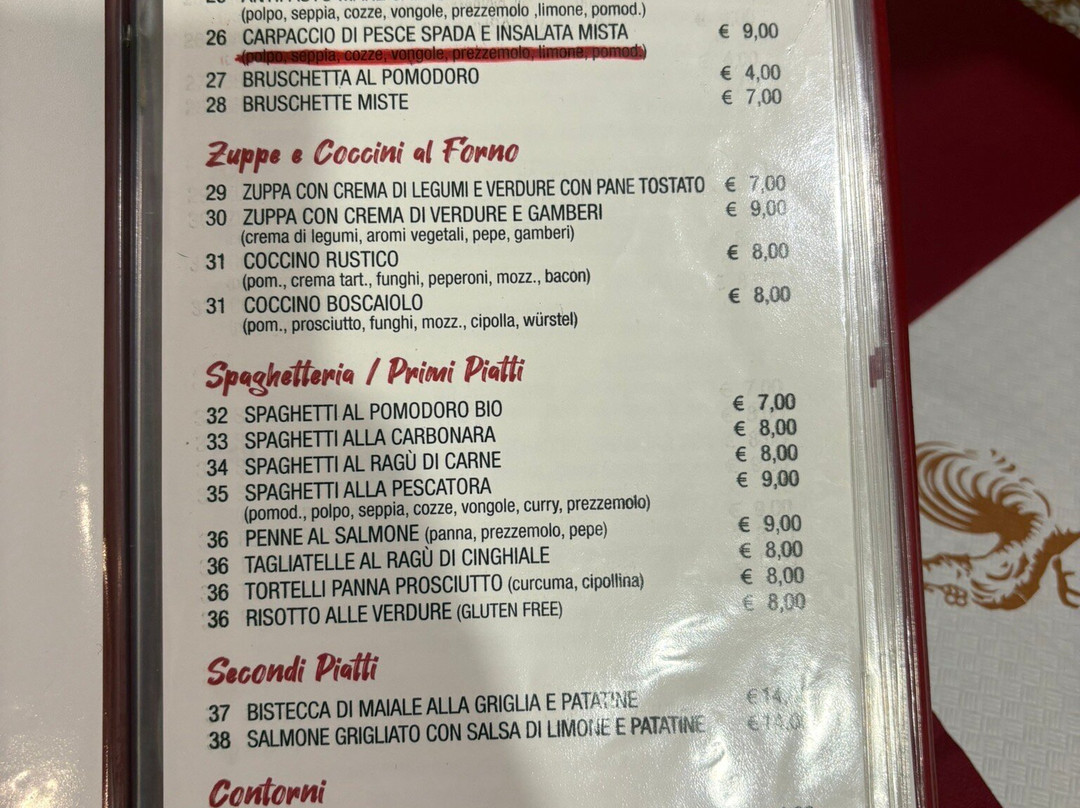 (polpo, seppia, cozze, vongole, prezzemolo ,limone, pomod.)
26 CARPACCIO DI PESCE SPADA E INSALATA MISTA € 9,00
(polpo, seppia, cozze, vongole, prezzemolo, limone, pomod.)
27 BRUSCHETTA AL POMODORO € 4,00
28 BRUSCHETTE MISTE € 7,00
Zuppe e Coccini al Forno
29 ZUPPA CON CREMA DI LEGUMI E VERDURE CON PANE TOSTATO € 7,00
30 ZUPPA CON CREMA DI VERDURE E GAMBERI € 9,00
(crema di legumi, aromi vegetali, pepe, gamberi)
31 COCCINO RUSTICO € 8,00
(pom., crema tart., funghi, peperoni, mozz., bacon)
31 COCCINO BOSCAIOLO € 8,00
(pom., prosciutto, funghi, mozz., cipolla, würstel)
Spaghetteria / Primi Piatti
32 SPAGHETTI AL POMODORO BIO € 7,00
33 SPAGHETTI ALLA CARBONARA € 8,00
34 SPAGHETTI AL RAGÙ DI CARNE € 8,00
35 SPAGHETTI ALLA PESCATORA € 9,00
(pomod., polpo, seppia, cozze, vongole, curry, prezzemolo)
36 PENNE AL SALMONE (panna, prezzemolo, pepe) € 9,00
36 TAGLIATELLE AL RAGÙ DI CINGHIALE € 8,00
36 TORTELLI PANNA PROSCIUTTO (curcuma, cipollina) € 8,00
36 RISOTTO ALLE VERDURE (GLUTEN FREE) € 8,00
Secondi Piatti
37 BISTECCA DI MAIALE ALLA GRIGLIA E PATATINE
38 SALMONE GRIGLIATO CON SALSA DI LIMONE E PATATINE
Contorni